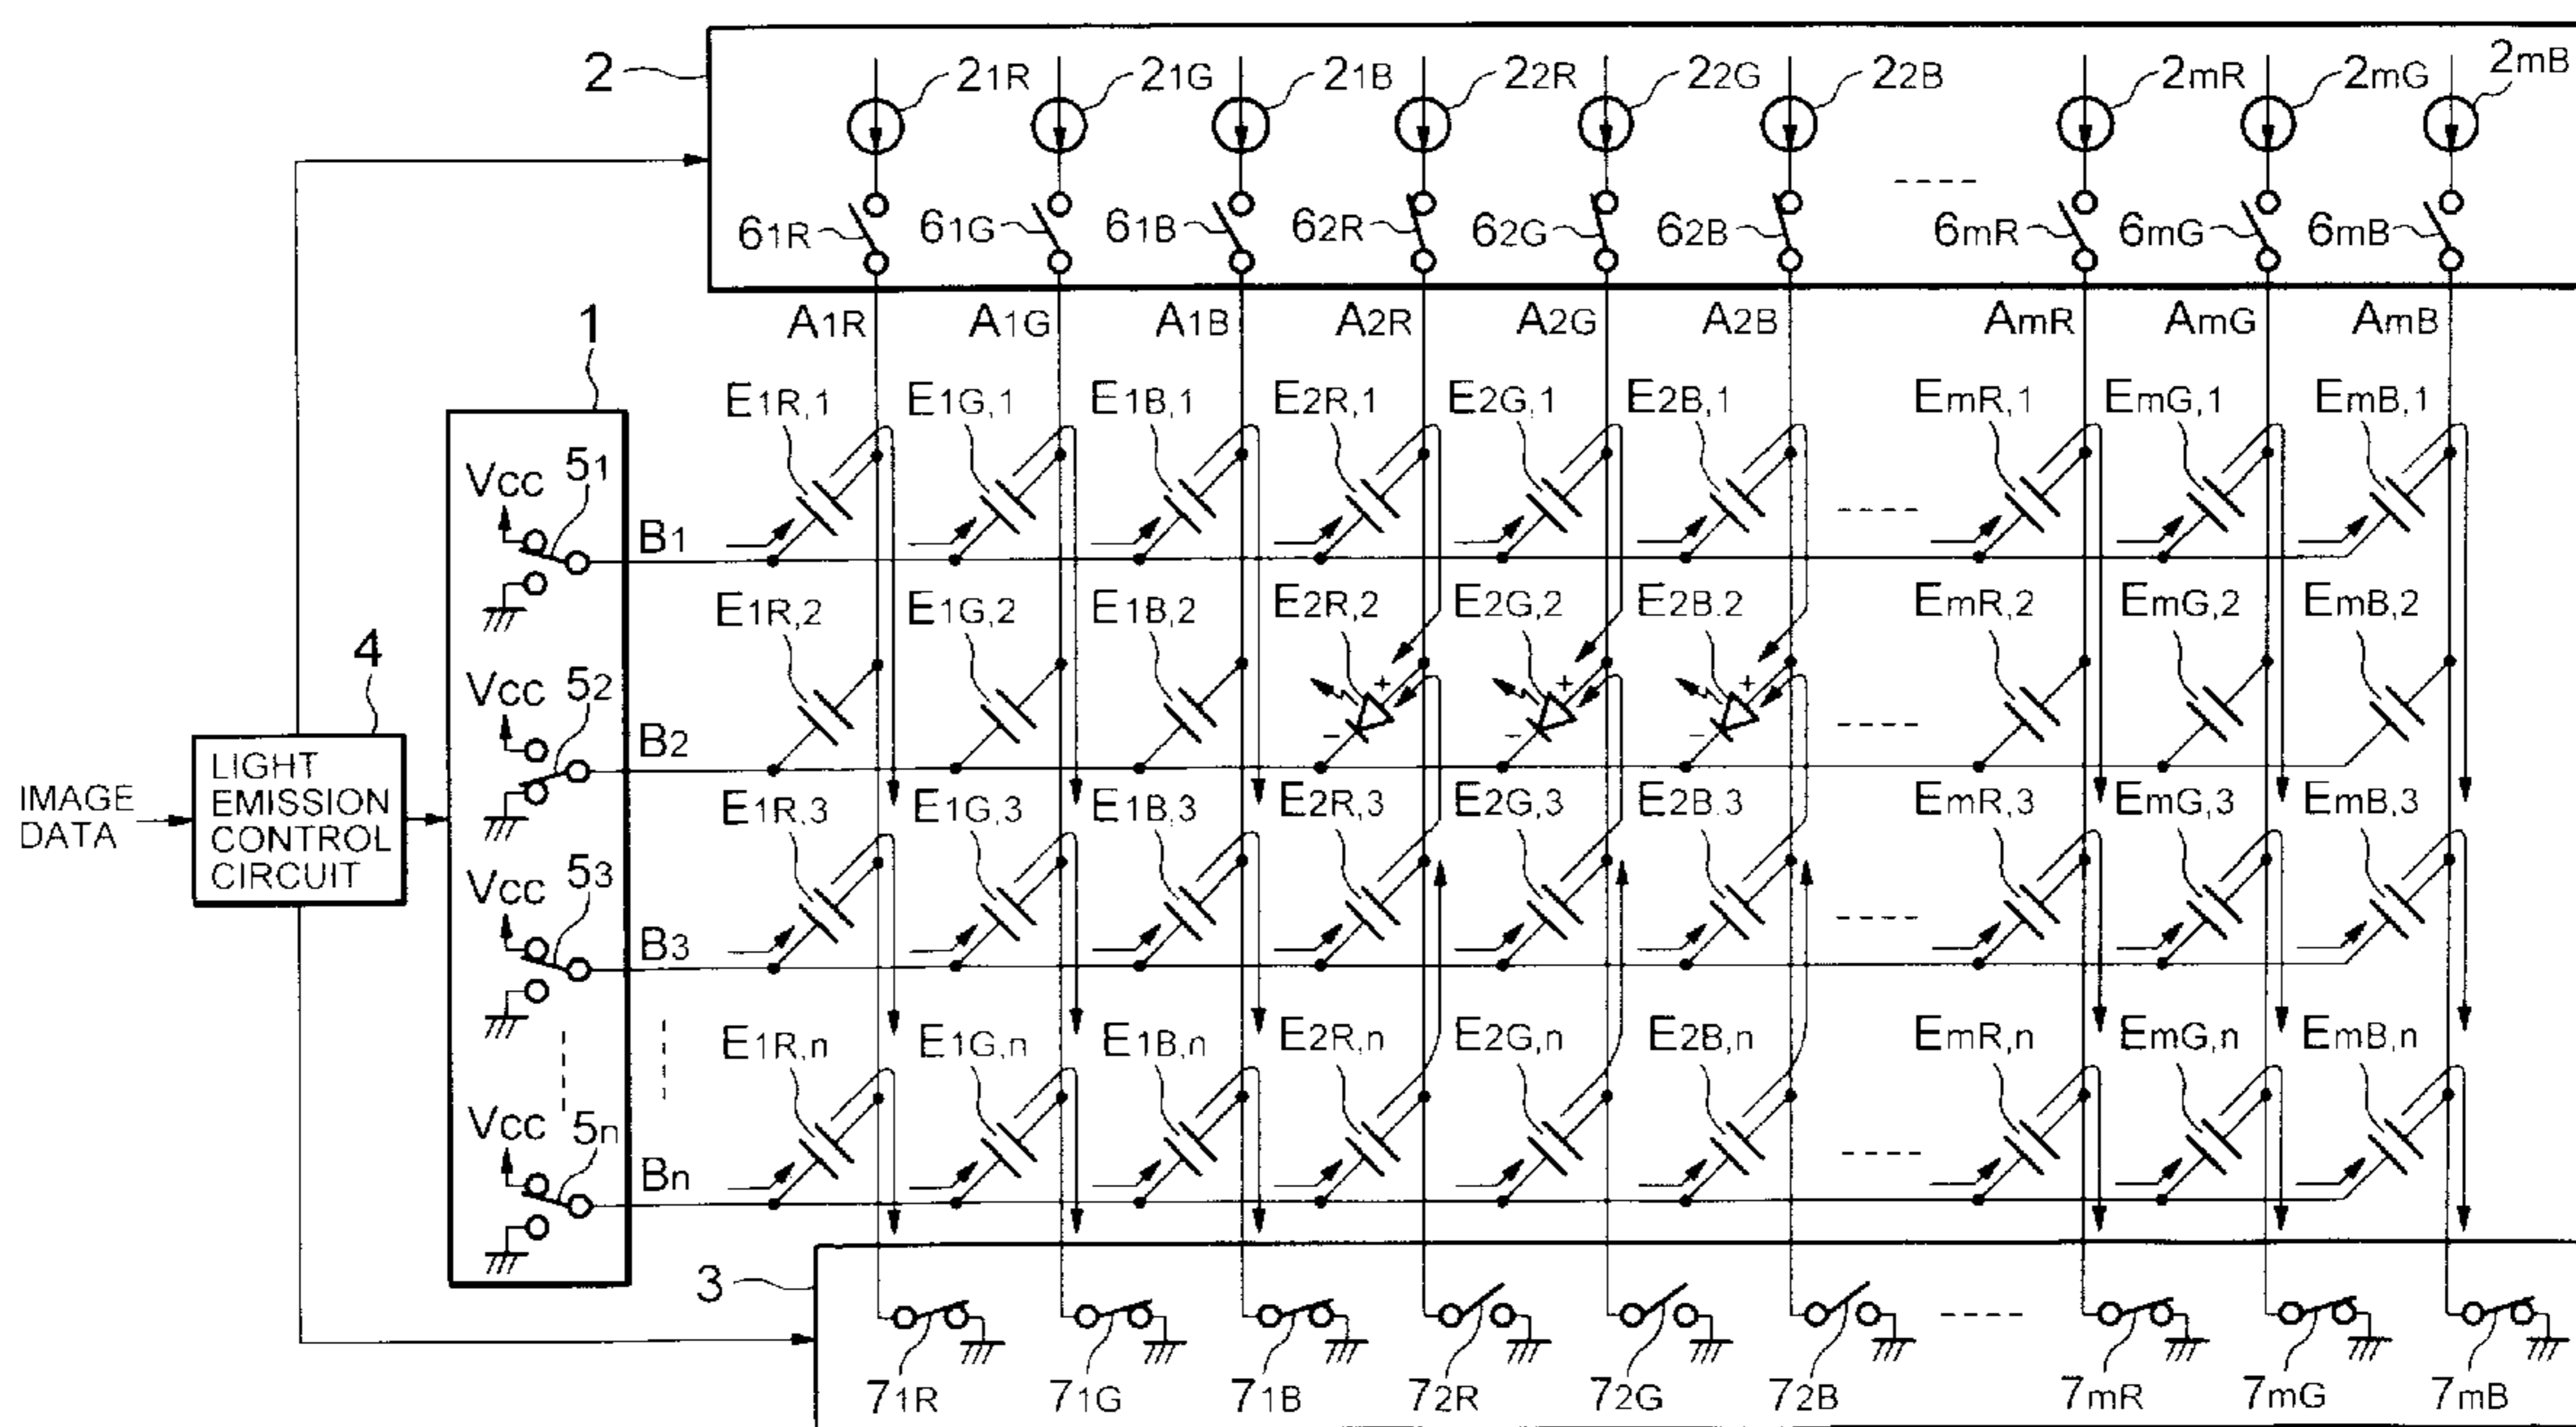 2
21R 21G 21B 22R 22G 22B 2mR 2mG 2mB
61R 61G 61B 62R 62G 62B 6mR 6mG 6mB
A1R A1G A1B A2R A2G A2B AmR AmG AmB
1
E1R,1 E1G,1 E1B,1 E2R,1 E2G,1 E2B,1 EmR,1 EmG,1 EmB,1
VCC 51
B1
E1R,2 E1G,2 E1B,2 E2R,2 E2G,2 E2B.2 EmR,2 EmG,2 EmB,2
4
VCC 52
+ + +
- - -
B2
IMAGE
DATA
LIGHT
EMISSION
CONTROL
CIRCUIT
E1R,3 E1G,3 E1B,3 E2R,3 E2G,3 E2B.3 EmR,3 EmG,3 EmB,3
VCC 53
B3
E1R,n E1G,n E1B,n E2R,n E2G,n E2B,n EmR,n EmG,n EmB,n
VCC 5n
Bn
3
71R 71G 71B 72R 72G 72B 7mR 7mG 7mB